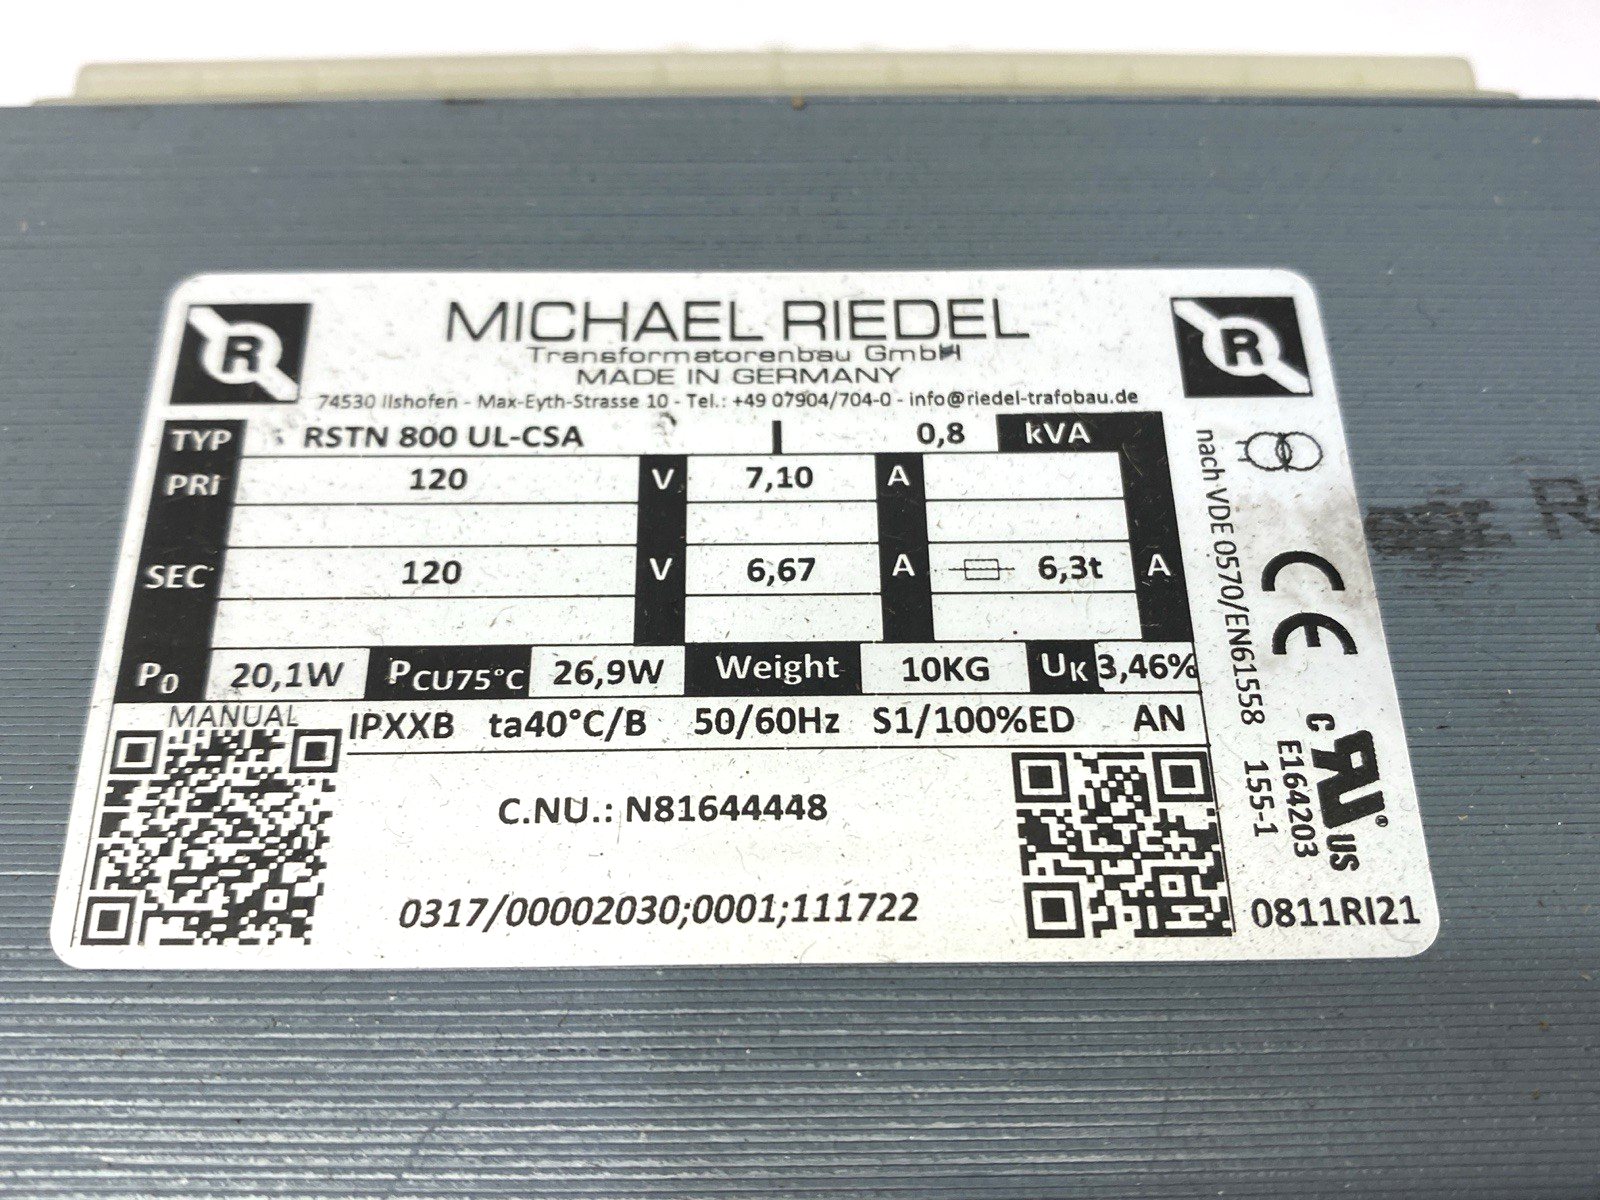 R
MICHAEL RIEDEL
R
Transformatorenbau GmbH
MADE IN GERMANY
74530 Ilshofen - Max-Eyth-Strasse 10 - Tel.: +49 07904/704-0 - info@riedel-trafobau.de
TYP RSTN 800 UL-CSA I 0,8 kVA
PRI 120 V 7,10 A
SEC 120 V 6,67 A 6,3t A
P0 20,1W PCU75°C 26,9W Weight 10KG UK 3,46%
MANUAL IPXXB ta40°C/B 50/60Hz S1/100%ED AN
C.NU.: N81644448
0317/00002030;0001;111722
nach VDE 0570/EN61558 155-1
CE
c RU US
E164203
0811RI21